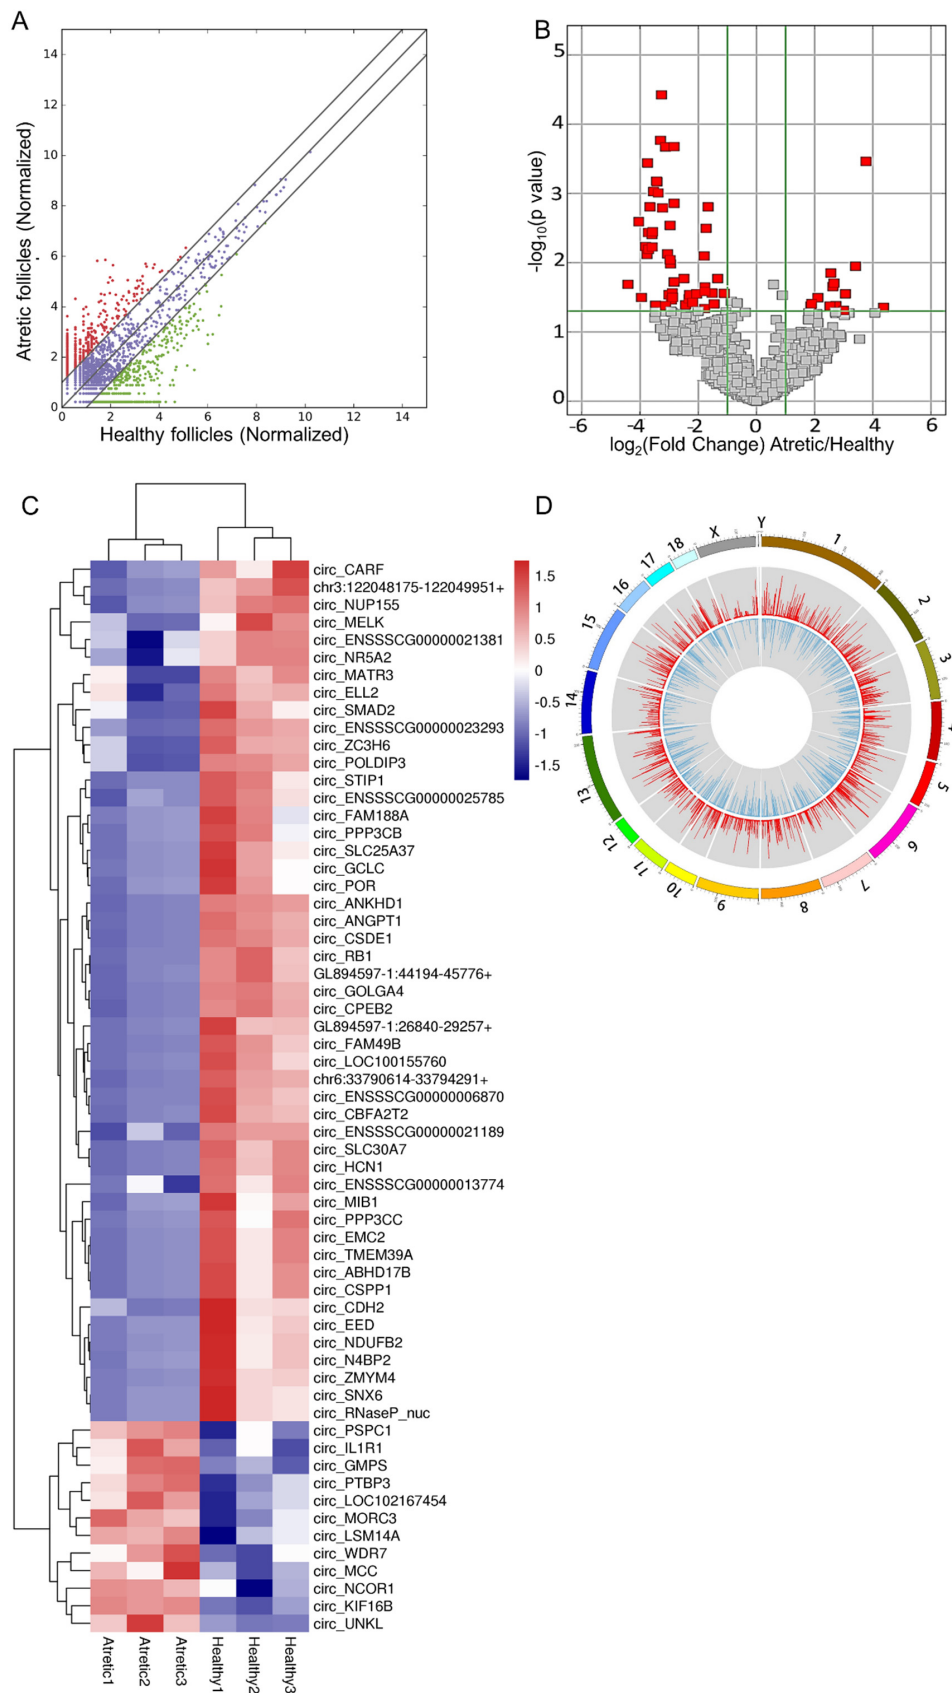 A
14
12
10
8
6
4
2
0
0 2 4 6 8 10 12 14
Atretic follicles (Normalized)
Healthy follicles (Normalized)
B
5
4
3
2
1
0
-6 -4 -2 0 2 4 6
-log10(p value)
log2(Fold Change) Atretic/Healthy
C
circ_CARF
chr3:122048175-122049951+
circ_NUP155
circ_MELK
circ_ENSSSCG00000021381
circ_NR5A2
circ_MATR3
circ_ELL2
circ_SMAD2
circ_ENSSSCG00000023293
circ_ZC3H6
circ_POLDIP3
circ_STIP1
circ_ENSSSCG00000025785
circ_FAM188A
circ_PPP3CB
circ_SLC25A37
circ_GCLC
circ_POR
circ_ANKHD1
circ_ANGPT1
circ_CSDE1
circ_RB1
GL894597-1:44194-45776+
circ_GOLGA4
circ_CPEB2
GL894597-1:26840-29257+
circ_FAM49B
circ_LOC100155760
chr6:33790614-33794291+
circ_ENSSSCG00000006870
circ_CBFA2T2
circ_ENSSSCG00000021189
circ_SLC30A7
circ_HCN1
circ_ENSSSCG00000013774
circ_MIB1
circ_PPP3CC
circ_EMC2
circ_TMEM39A
circ_ABHD17B
circ_CSPP1
circ_CDH2
circ_EED
circ_NDUFB2
circ_N4BP2
circ_ZMYM4
circ_SNX6
circ_RNaseP_nuc
circ_PSPC1
circ_IL1R1
circ_GMPS
circ_PTBP3
circ_LOC102167454
circ_MORC3
circ_LSM14A
circ_WDR7
circ_MCC
circ_NCOR1
circ_KIF16B
circ_UNKL
Atretic1
Atretic2
Atretic3
Healthy1
Healthy2
Healthy3
1.5
1
0.5
0
-0.5
-1
-1.5
D
Y
1
2
3
5
6
7
8
9
10
11
12
13
14
15
16
17
18
X